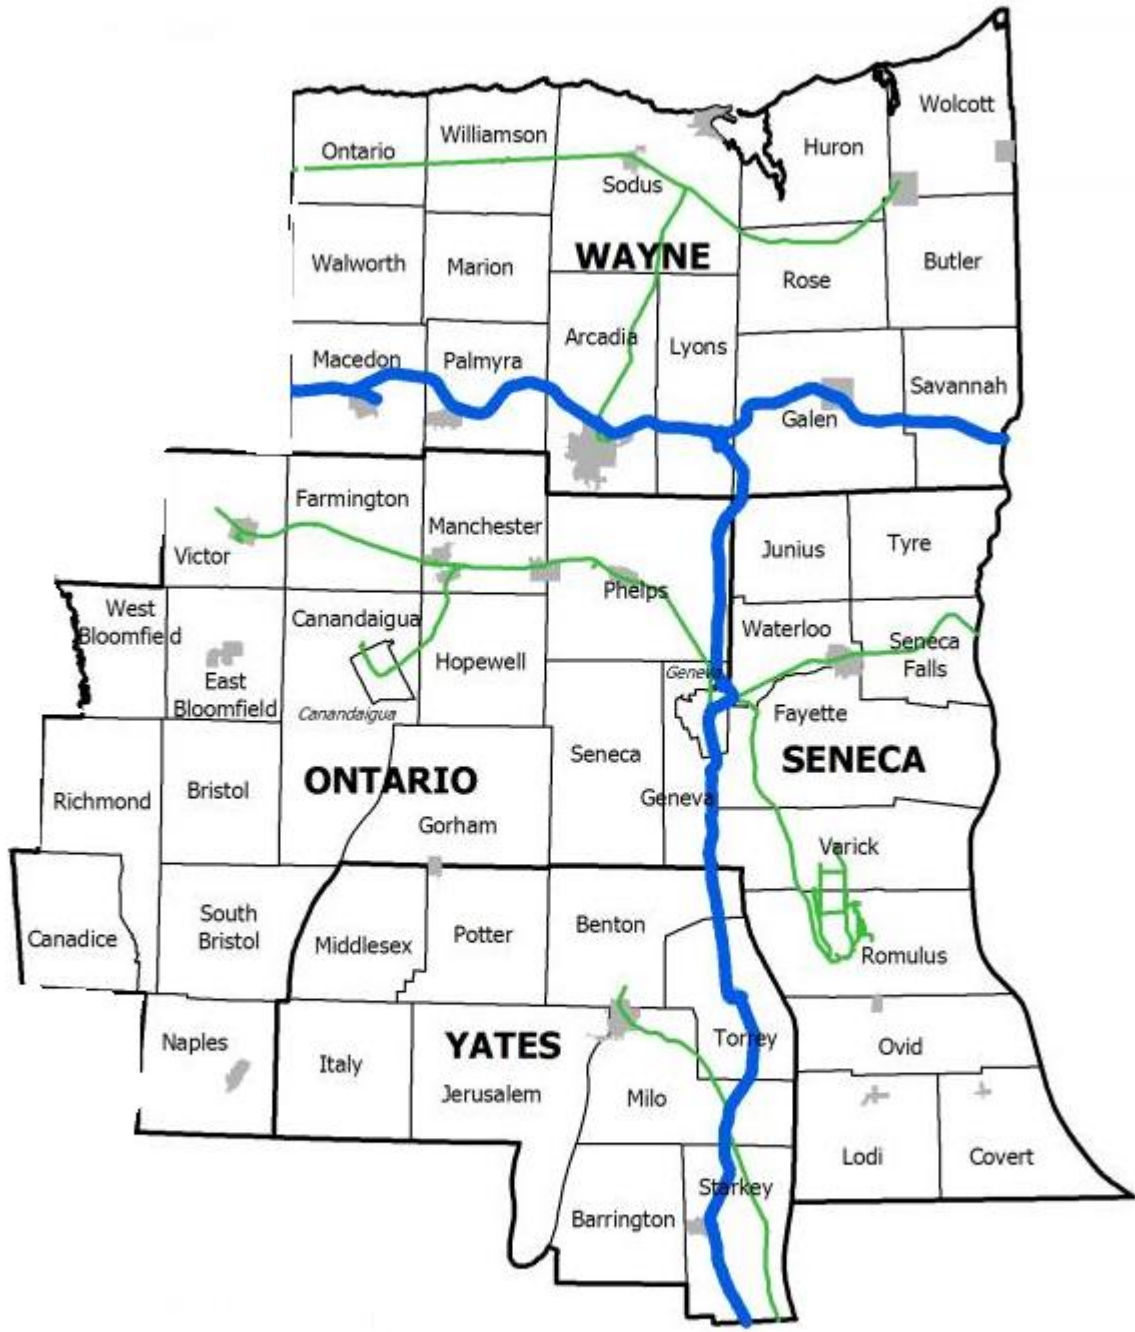 Wolcott
Williamson
Ontario
Huron
Sodus
WAYNE
Walworth
Marion
Butler
Rose
Arcadia
Lyons
Macedon
Palmyra
Savannah
Galen
Farmington
Manchester
Victor
Junius
Tyre
Phelps
West
Bloomfield
Canandaigua
Waterloo
Seneca
Falls
Hopewell
Geneva
East
Bloomfield
Canandaigua
Fayette
Seneca
SENECA
ONTARIO
Bristol
Richmond
Geneva
Gorham
Varick
South
Bristol
Canadice
Middlesex
Potter
Benton
Romulus
Naples
YATES
Torrey
Ovid
Italy
Jerusalem
Milo
Lodi
Covert
Starkey
Barrington